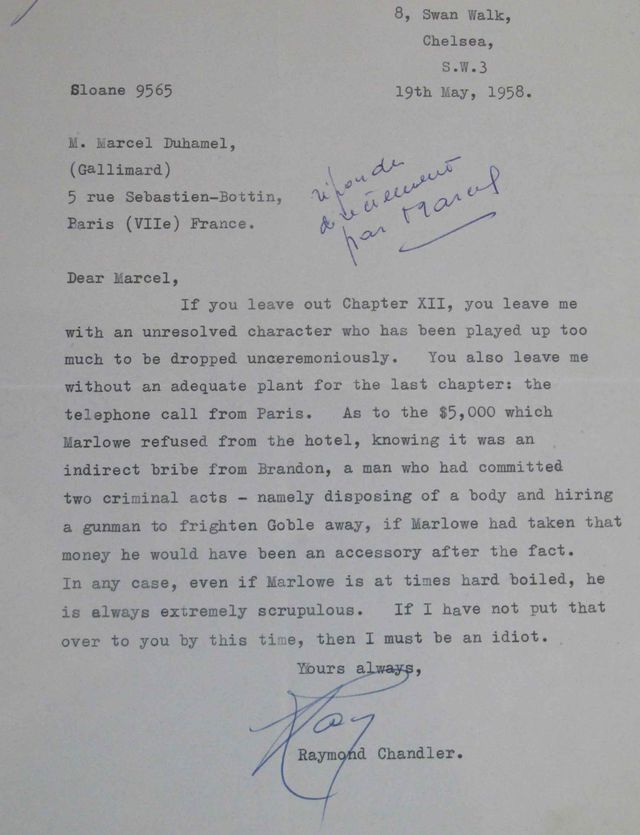 8, Swan Walk,
Chelsea,
S.W.3
Sloane 9565
19th May, 1958.
M. Marcel Duhamel,
(Gallimard)
5 rue Sebastien-Bottin,
Paris (VIIe) France.
répondu
directement
par Marcel
Dear Marcel,
If you leave out Chapter XII, you leave me
with an unresolved character who has been played up too
much to be dropped unceremoniously. You also leave me
without an adequate plant for the last chapter: the
telephone call from Paris. As to the $5,000 which
Marlowe refused from the hotel, knowing it was an
indirect bribe from Brandon, a man who had committed
two criminal acts - namely disposing of a body and hiring
a gunman to frighten Goble away, if Marlowe had taken that
money he would have been an accessory after the fact.
In any case, even if Marlowe is at times hard boiled, he
is always extremely scrupulous. If I have not put that
over to you by this time, then I must be an idiot.
Yours always,
Ray
Raymond Chandler.